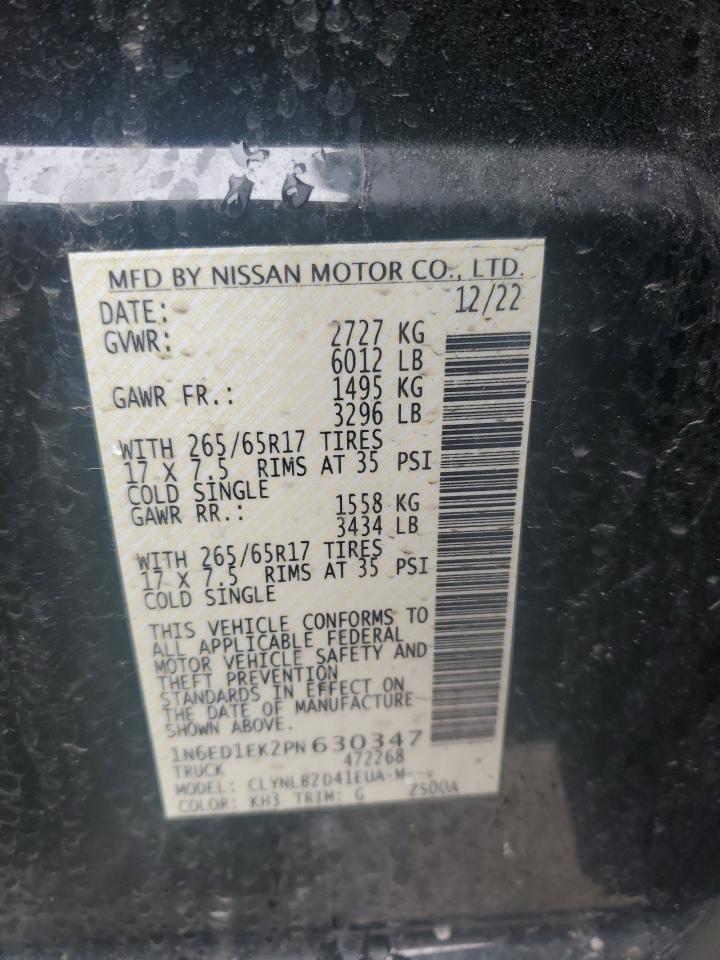 MFD BY NISSAN MOTOR CO., LTD.
DATE: 12/22
GVWR: 2727 KG
6012 LB
GAWR FR.: 1495 KG
3296 LB
WITH 265/65R17 TIRES
17 X 7.5 RIMS AT 35 PSI
COLD SINGLE
GAWR RR.: 1558 KG
3434 LB
WITH 265/65R17 TIRES
17 X 7.5 RIMS AT 35 PSI
COLD SINGLE
THIS VEHICLE CONFORMS TO
ALL APPLICABLE FEDERAL
MOTOR VEHICLE SAFETY AND
THEFT PREVENTION
STANDARDS IN EFFECT ON
THE DATE OF MANUFACTURE
SHOWN ABOVE.
1N6ED1EK2PN630347
TRUCK 472268
MODEL: CLYNLB2D41EUA-M---
COLOR: KH3 TRIM: G 2S00A